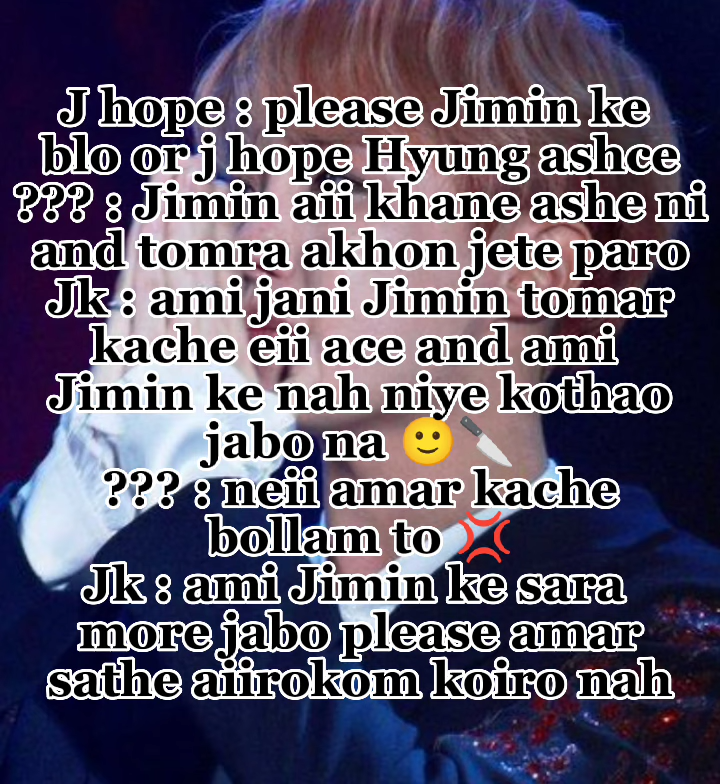 J hope : please Jimin ke
blo or j hope Hyung ashce
??? : Jimin aii khane ashe ni
and tomra akhon jete paro
Jk : ami jani Jimin tomar
kache eii ace and ami
Jimin ke nah niye kothao
jabo na 🙂🔪
??? : neii amar kache
bollam to 💢
Jk : ami Jimin ke sara
more jabo please amar
sathe aiirokom koiro nah